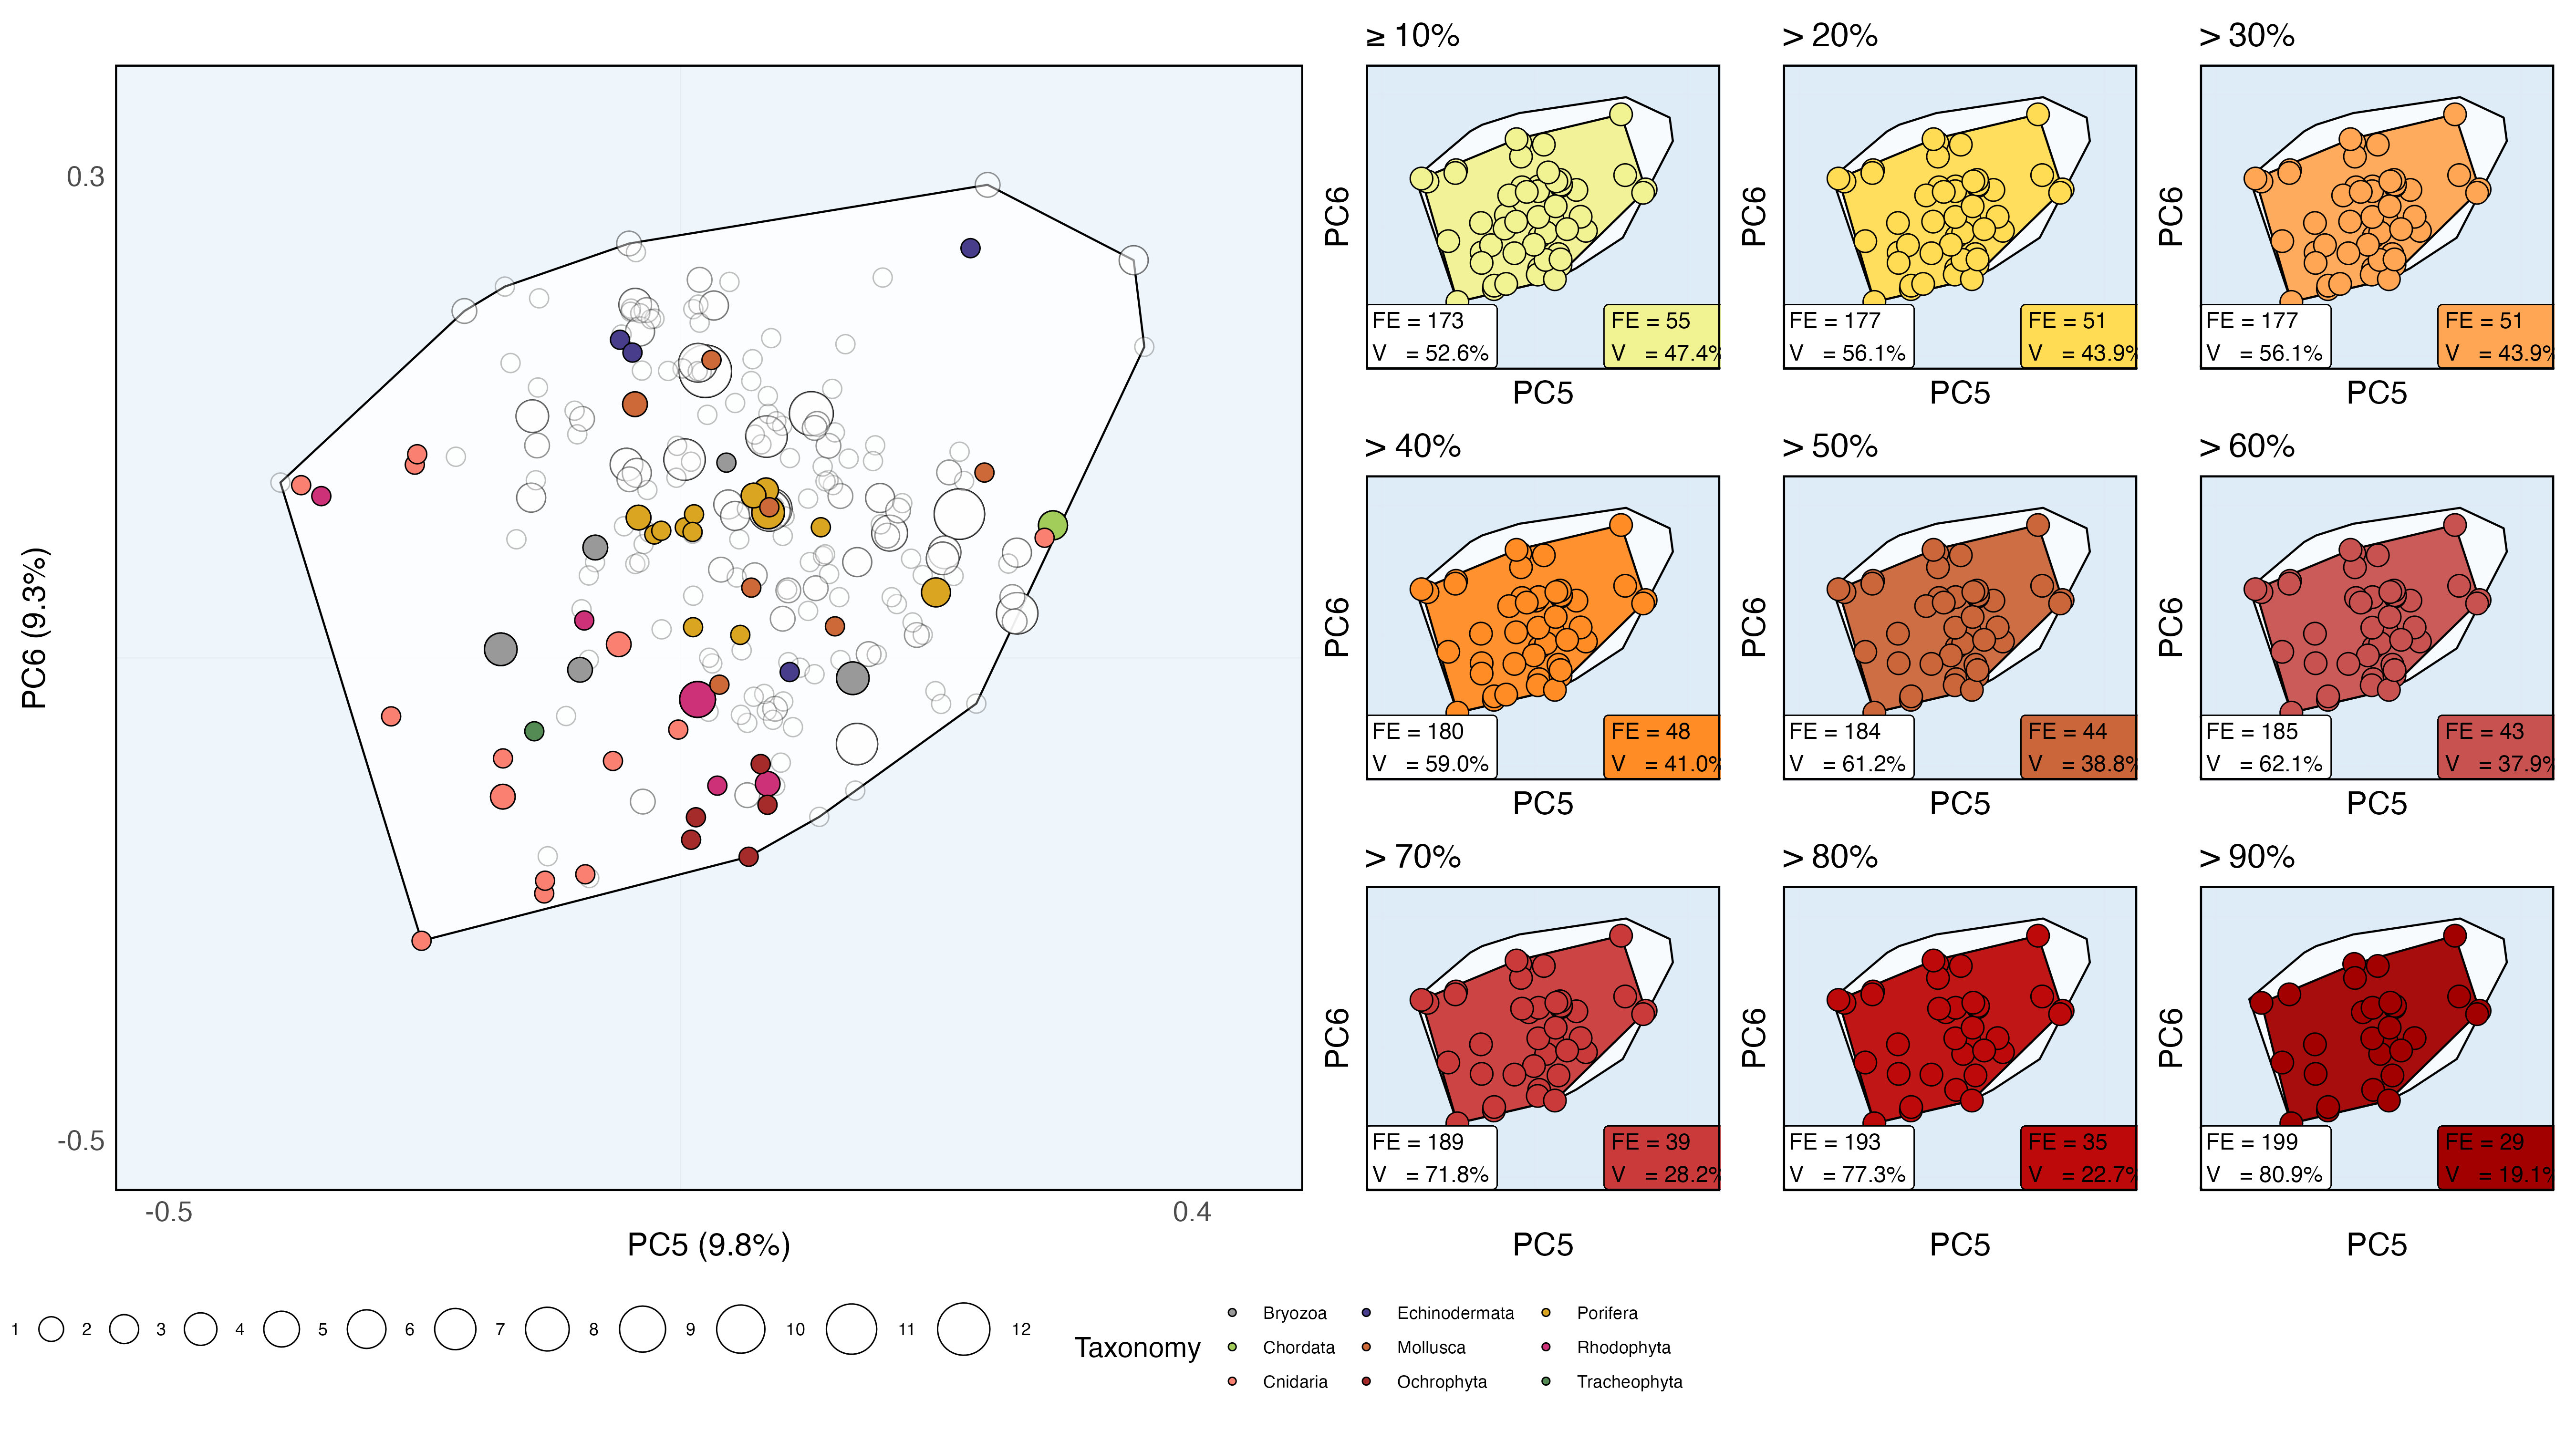 ≥ 10%
> 20%
> 30%
0.3
-0.5
PC6 (9.3%)
-0.5
0.4
PC5 (9.8%)
PC6
FE = 173
V = 52.6%
FE = 55
V = 47.4%
PC5
PC6
FE = 177
V = 56.1%
FE = 51
V = 43.9%
PC5
PC6
FE = 177
V = 56.1%
FE = 51
V = 43.9%
PC5
> 40%
> 50%
> 60%
PC6
FE = 180
V = 59.0%
FE = 48
V = 41.0%
PC5
PC6
FE = 184
V = 61.2%
FE = 44
V = 38.8%
PC5
PC6
FE = 185
V = 62.1%
FE = 43
V = 37.9%
PC5
> 70%
> 80%
> 90%
PC6
FE = 189
V = 71.8%
FE = 39
V = 28.2%
PC5
PC6
FE = 193
V = 77.3%
FE = 35
V = 22.7%
PC5
PC6
FE = 199
V = 80.9%
FE = 29
V = 19.1%
PC5
1 2 3 4 5 6 7 8 9 10 11 12
Taxonomy
Bryozoa
Chordata
Cnidaria
Echinodermata
Mollusca
Ochrophyta
Porifera
Rhodophyta
Tracheophyta